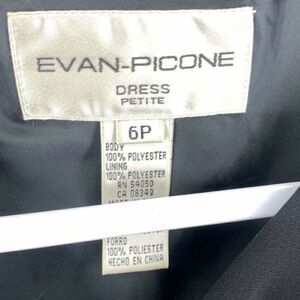 EVAN-PICONE
DRESS
PETITE
6P
BODY
100% POLYESTER
LINING
100% POLYESTER
RN 54050
CA 08349
FORRO
100% POLIESTER
HECHO EN CHINA